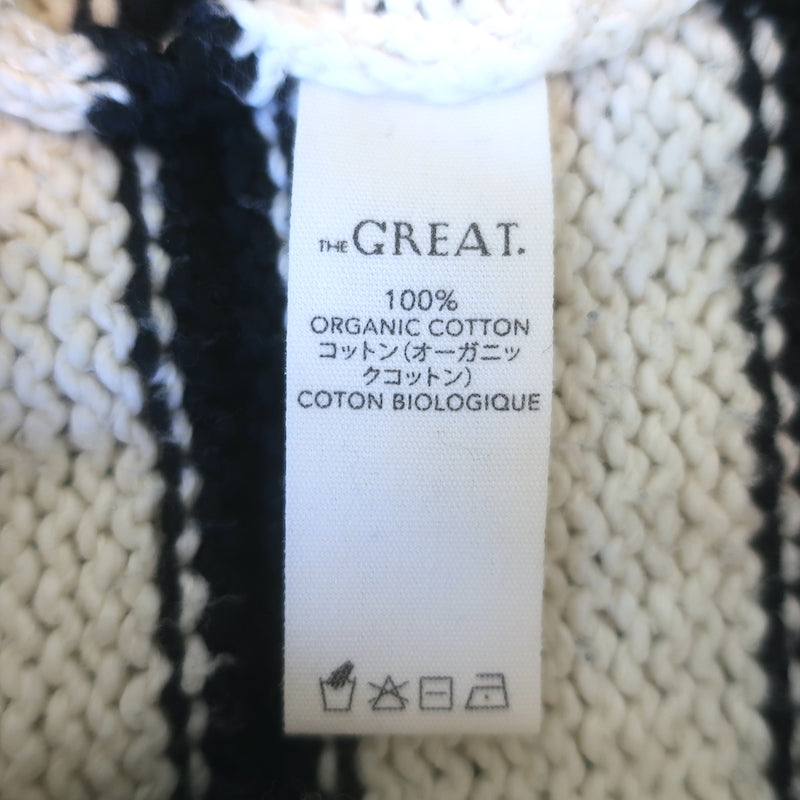 THE GREAT.
100%
ORGANIC COTTON
コットン(オーガニッ
クコットン)
COTON BIOLOGIQUE